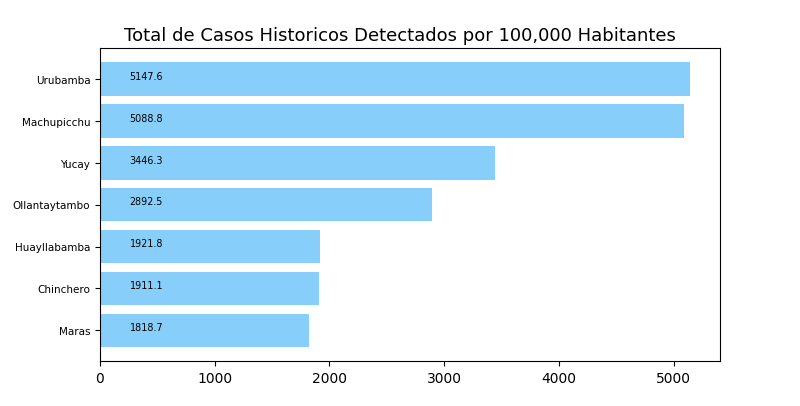 Total de Casos Historicos Detectados por 100,000 Habitantes
Urubamba 5147.6
Machupicchu 5088.8
Yucay 3446.3
Ollantaytambo 2892.5
Huayllabamba 1921.8
Chinchero 1911.1
Maras 1818.7
0 1000 2000 3000 4000 5000